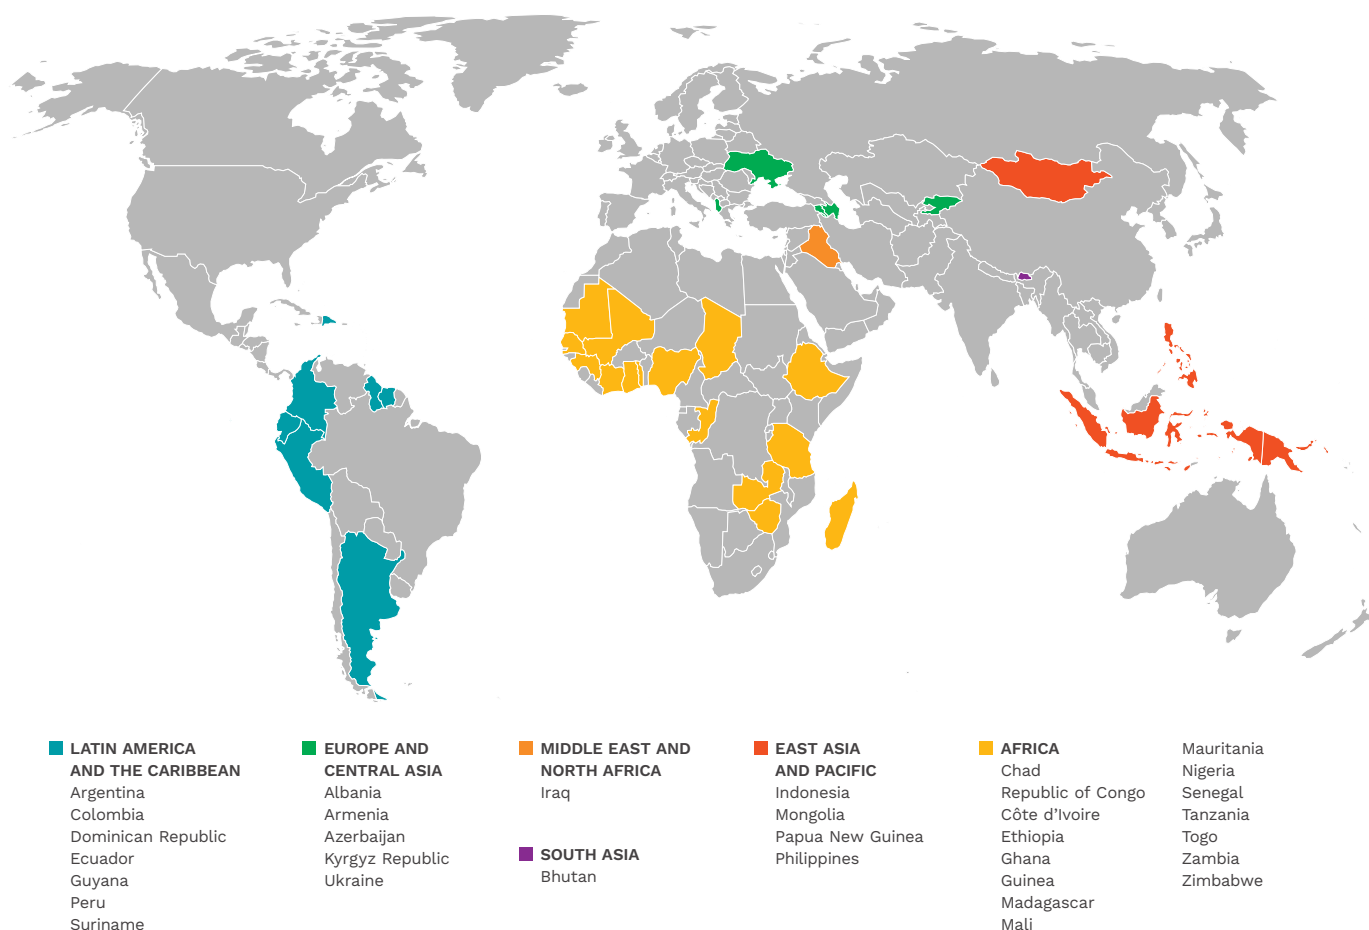 LATIN AMERICA
AND THE CARIBBEAN
Argentina
Colombia
Dominican Republic
Ecuador
Guyana
Peru
Suriname
EUROPE AND
CENTRAL ASIA
Albania
Armenia
Azerbaijan
Kyrgyz Republic
Ukraine
MIDDLE EAST AND
NORTH AFRICA
Iraq
SOUTH ASIA
Bhutan
EAST ASIA
AND PACIFIC
Indonesia
Mongolia
Papua New Guinea
Philippines
AFRICA
Chad
Republic of Congo
Côte d’Ivoire
Ethiopia
Ghana
Guinea
Madagascar
Mali
Mauritania
Nigeria
Senegal
Tanzania
Togo
Zambia
Zimbabwe